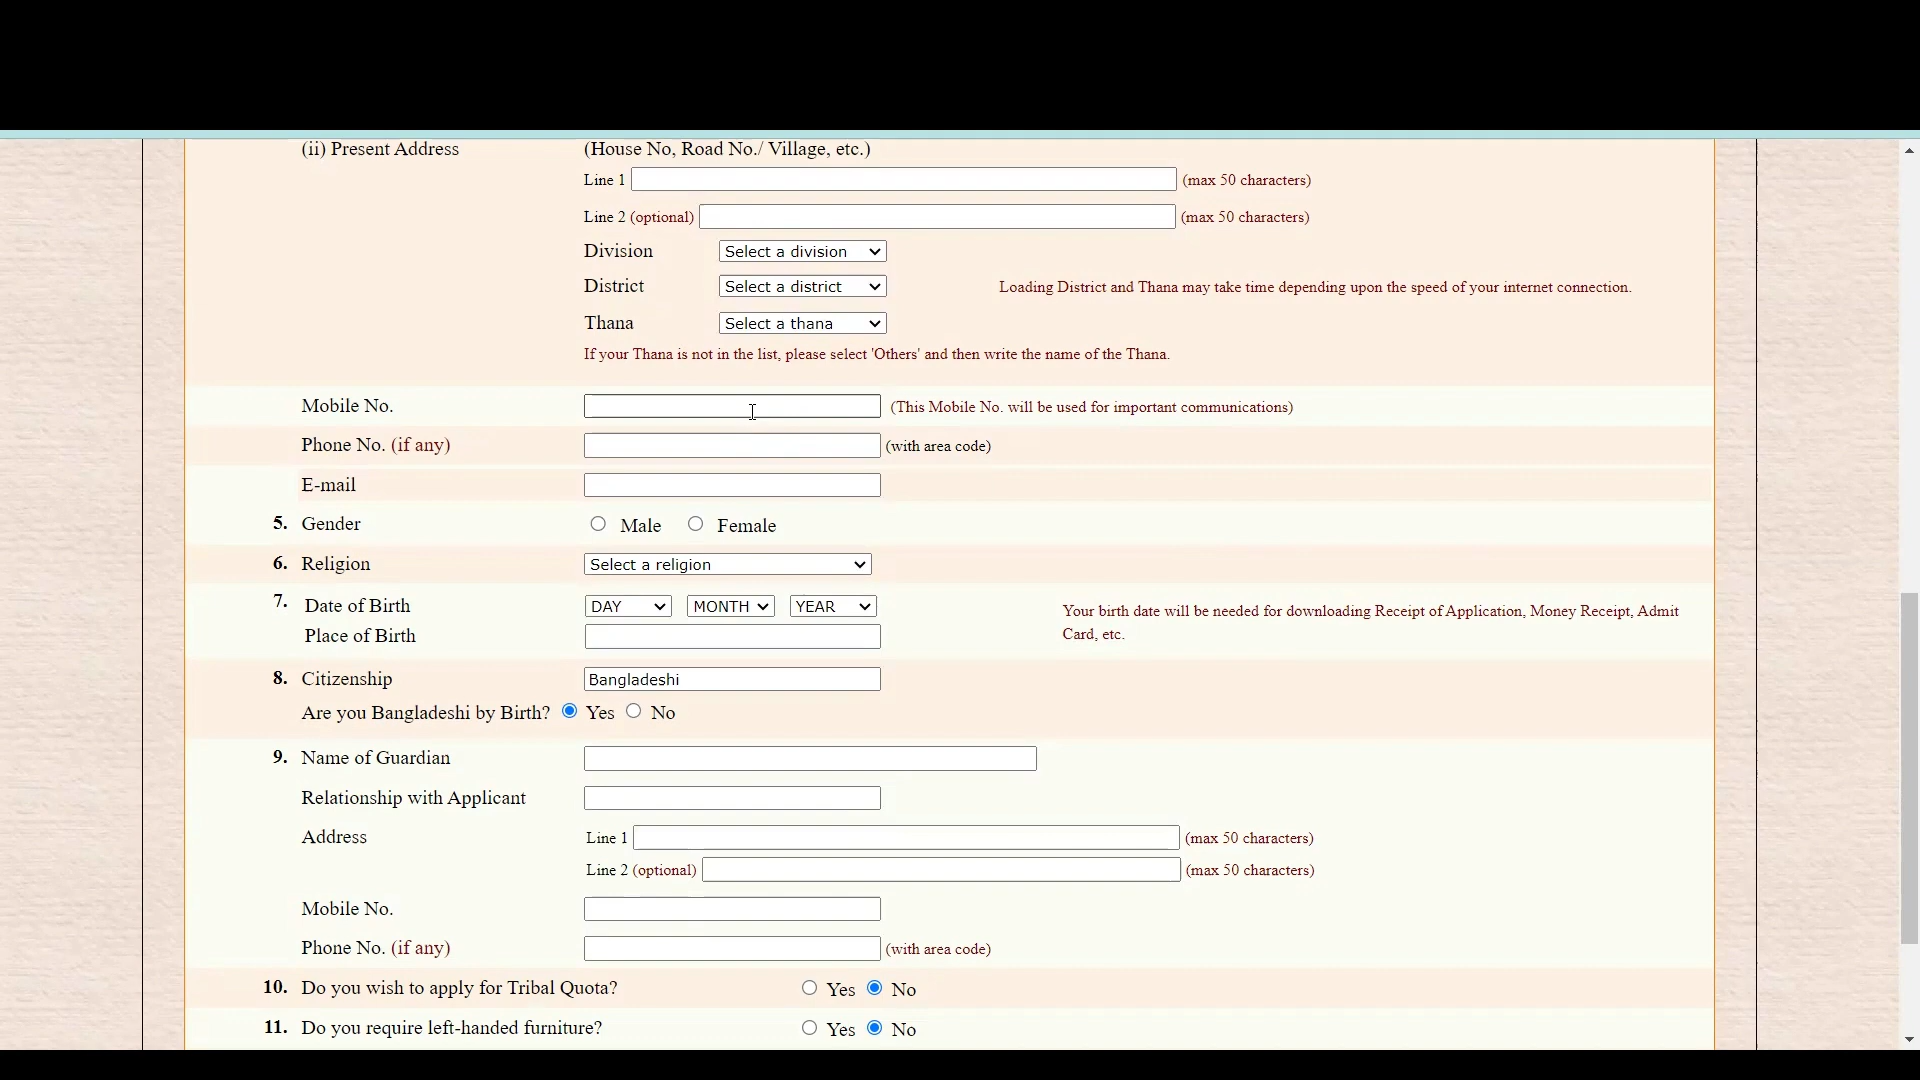 (ii) Present Address (House No, Road No./ Village, etc.)
Line 1 (max 50 characters)
Line 2 (optional) (max 50 characters)
Division Select a division
District Select a district Loading District and Thana may take time depending upon the speed of your internet connection.
Thana Select a thana
If your Thana is not in the list, please select 'Others' and then write the name of the Thana.
Mobile No. (This Mobile No. will be used for important communications)
Phone No. (if any) (with area code)
E-mail
5. Gender Male Female
6. Religion Select a religion
7. Date of Birth DAY MONTH YEAR Your birth date will be needed for downloading Receipt of Application, Money Receipt, Admit
Card, etc.
Place of Birth
8. Citizenship Bangladeshi
Are you Bangladeshi by Birth? Yes No
9. Name of Guardian
Relationship with Applicant
Address Line 1 (max 50 characters)
Line 2 (optional) (max 50 characters)
Mobile No.
Phone No. (if any) (with area code)
10. Do you wish to apply for Tribal Quota? Yes No
11. Do you require left-handed furniture? Yes No